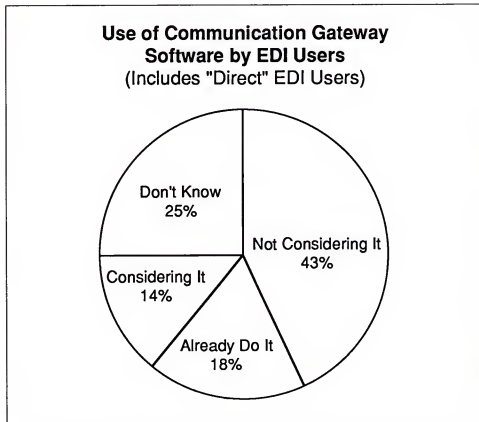 Use of Communication Gateway
Software by EDI Users
(Includes "Direct" EDI Users)
Don't Know
25%
Not Considering It
43%
Considering It
14%
Already Do It
18%